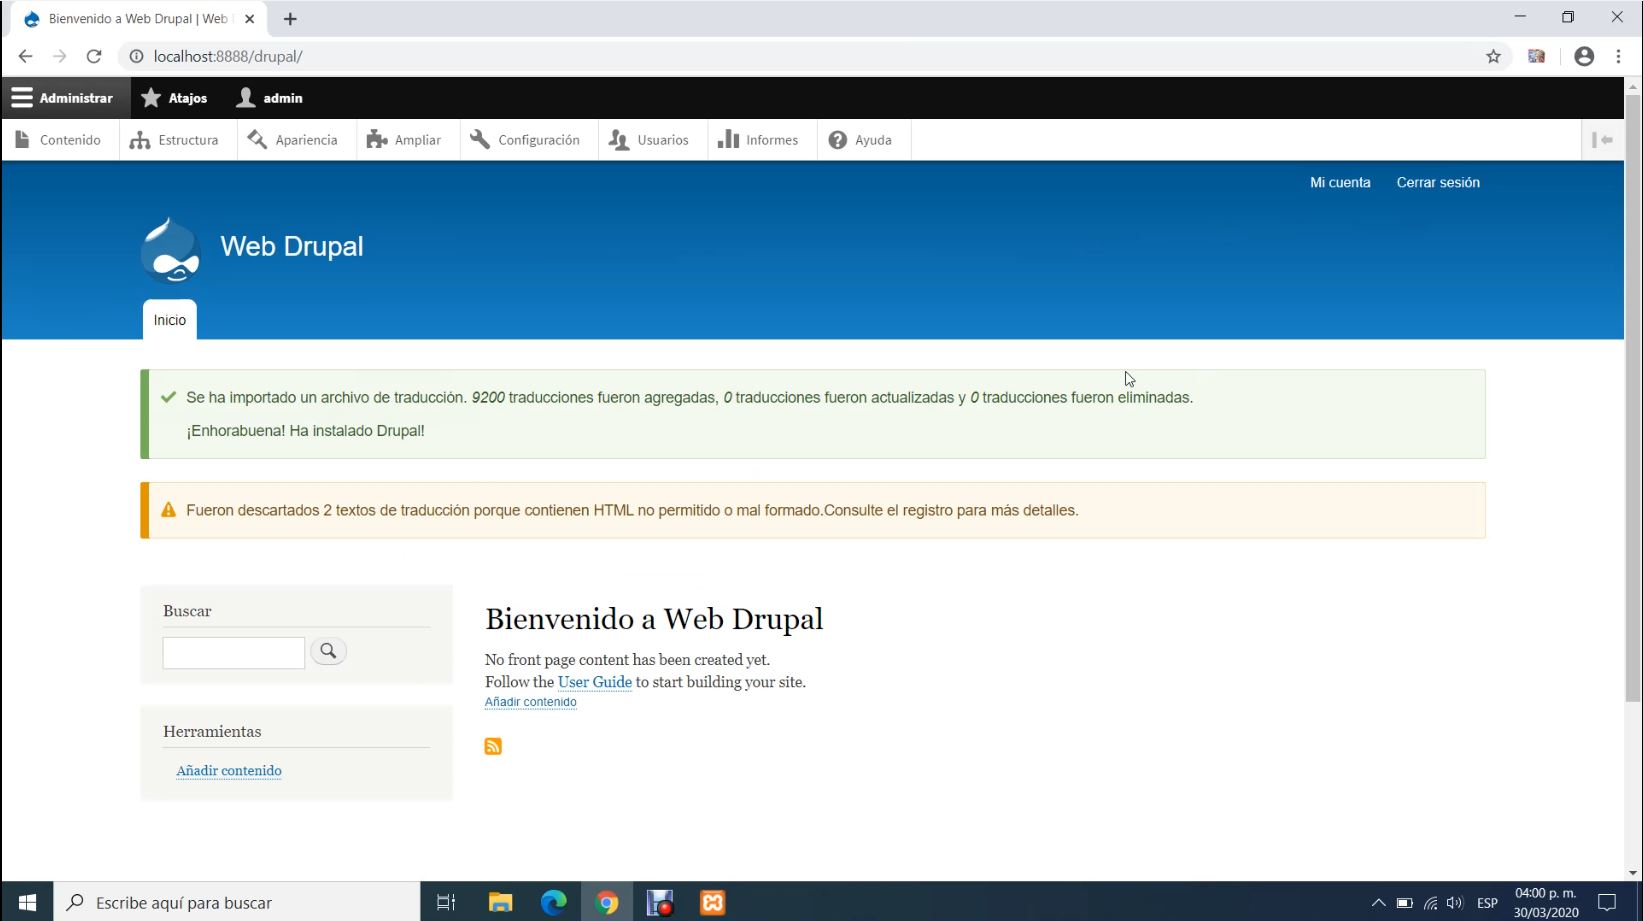 Bienvenido a Web Drupal | Web
localhost:8888/drupal/
Administrar Atajos admin
Contenido Estructura Apariencia Ampliar Configuración Usuarios Informes Ayuda
Mi cuenta Cerrar sesión
Web Drupal
Inicio
Se ha importado un archivo de traducción. 9200 traducciones fueron agregadas, 0 traducciones fueron actualizadas y 0 traducciones fueron eliminadas.
¡Enhorabuena! Ha instalado Drupal!
Fueron descartados 2 textos de traducción porque contienen HTML no permitido o mal formado.Consulte el registro para más detalles.
Buscar
Herramientas
Añadir contenido
Bienvenido a Web Drupal
No front page content has been created yet.
Follow the User Guide to start building your site.
Añadir contenido
Escribe aquí para buscar
ESP
04:00 p. m.
30/03/2020